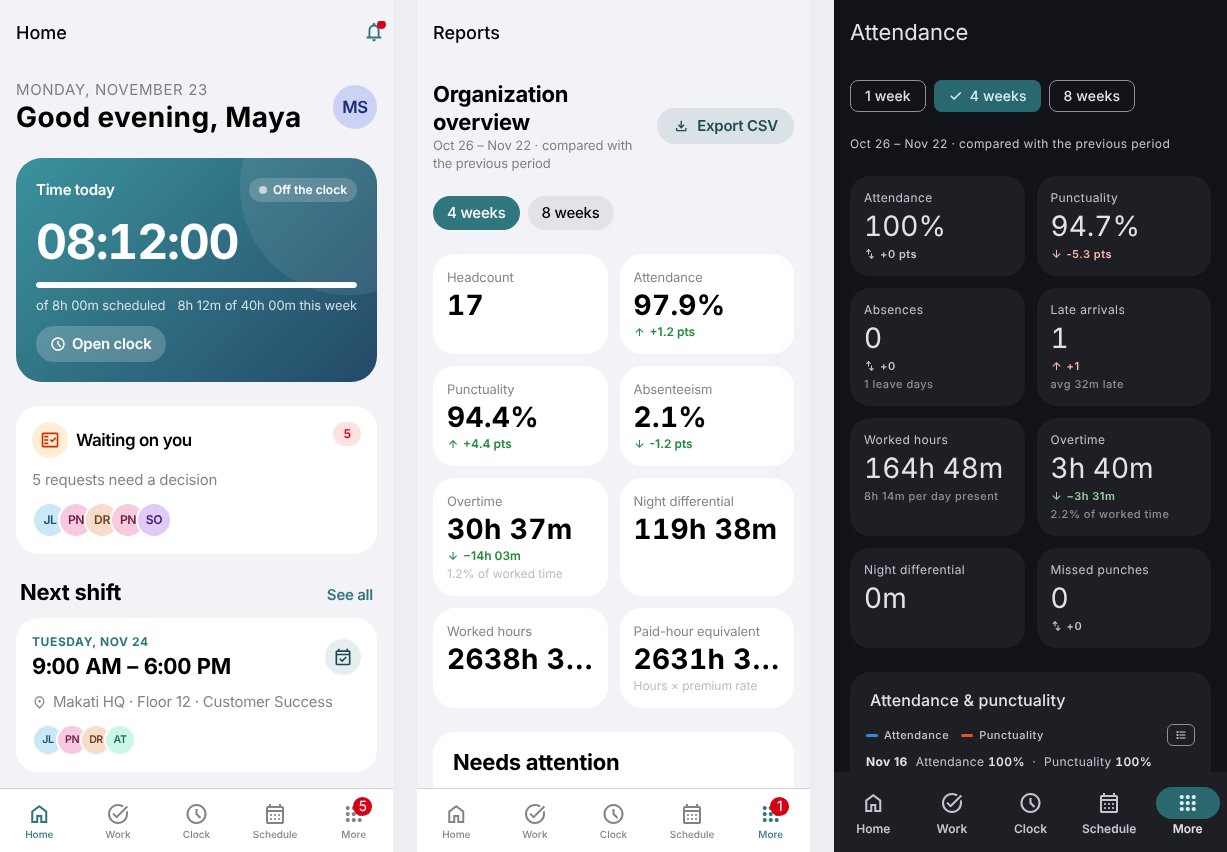 Home
MONDAY, NOVEMBER 23
Good evening, Maya
MS
Time today
Off the clock
08:12:00
of 8h 00m scheduled
8h 12m of 40h 00m this week
Open clock
Waiting on you
5
5 requests need a decision
JL PN DR PN SO
Next shift
See all
TUESDAY, NOV 24
9:00 AM – 6:00 PM
Makati HQ · Floor 12 · Customer Success
JL PN DR AT
5
Home Work Clock Schedule More
Reports
Organization
overview
Oct 26 – Nov 22 · compared with
the previous period
Export CSV
4 weeks
8 weeks
Headcount
17
Attendance
97.9%
↑ +1.2 pts
Punctuality
94.4%
↑ +4.4 pts
Absenteeism
2.1%
↓ -1.2 pts
Overtime
30h 37m
↓ −14h 03m
1.2% of worked time
Night differential
119h 38m
Worked hours
2638h 3...
Paid-hour equivalent
2631h 3...
Hours × premium rate
Needs attention
1
Home Work Clock Schedule More
Attendance
1 week
4 weeks
8 weeks
Oct 26 – Nov 22 · compared with the previous period
Attendance
100%
+0 pts
Punctuality
94.7%
↓ -5.3 pts
Absences
0
+0
1 leave days
Late arrivals
1
↑ +1
avg 32m late
Worked hours
164h 48m
8h 14m per day present
Overtime
3h 40m
↓ −3h 31m
2.2% of worked time
Night differential
0m
Missed punches
0
+0
Attendance & punctuality
Attendance Punctuality
Nov 16 Attendance 100% · Punctuality 100%
Home Work Clock Schedule More